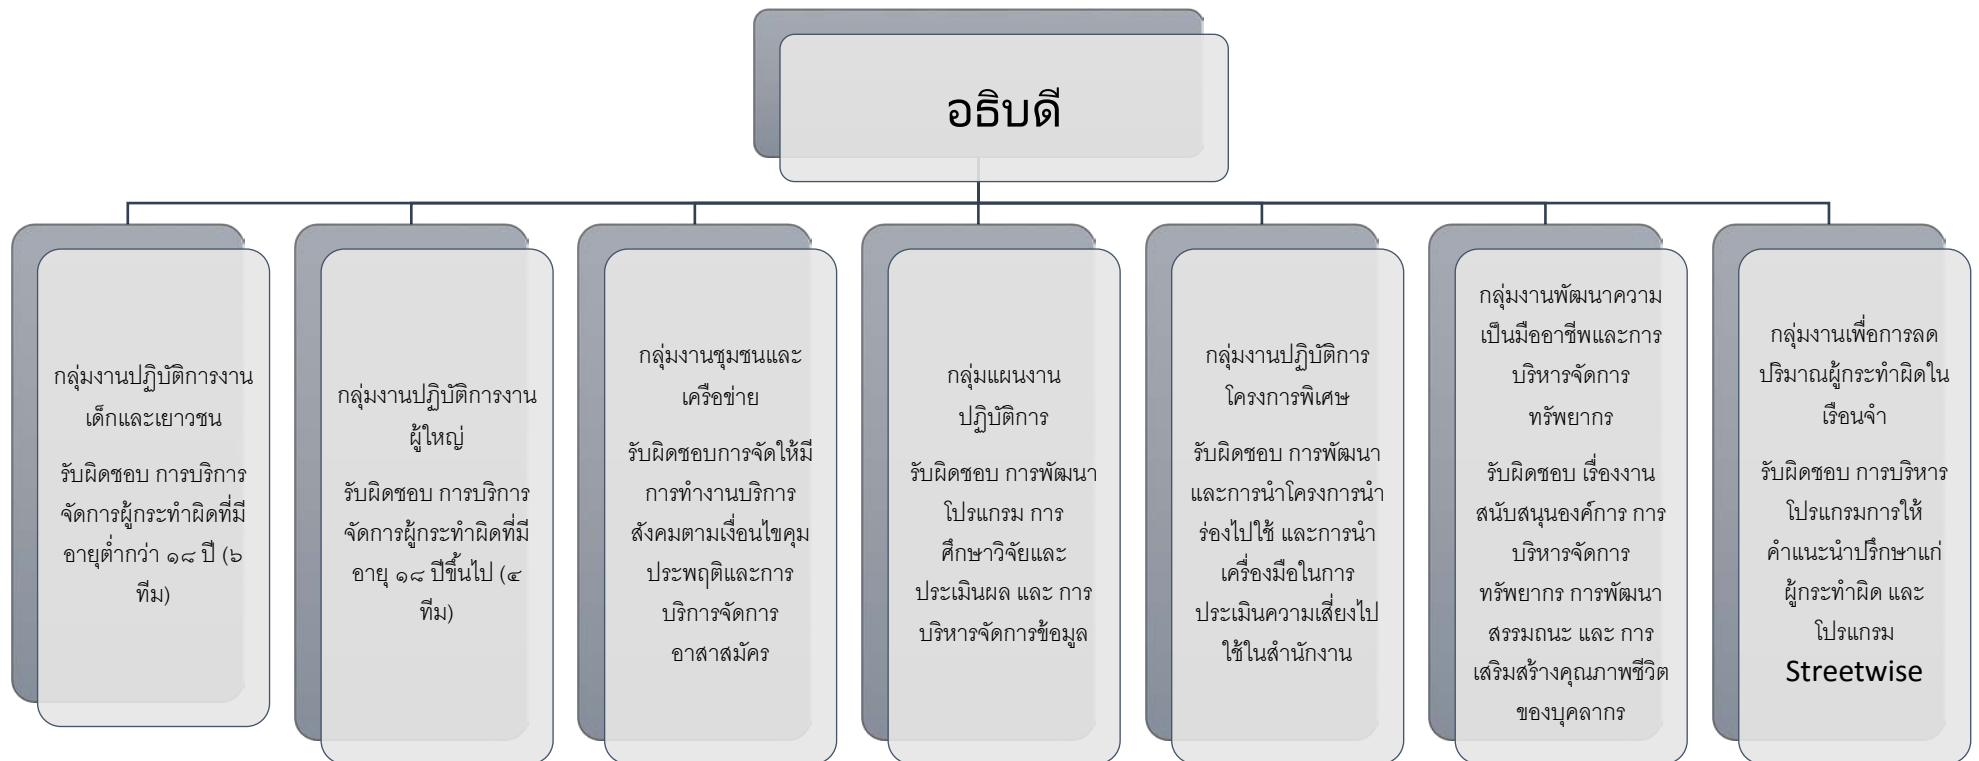 อธิบดี
กลุ่มงานปฏิบัติการงาน
เด็กและเยาวชน
รับผิดชอบ การบริการ
จัดการผู้กระทำผิดที่มี
อายุต่ำกว่า ๑๘ ปี (๖
ทีม)
กลุ่มงานปฏิบัติการงาน
ผู้ใหญ่
รับผิดชอบ การบริการ
จัดการผู้กระทำผิดที่มี
อายุ ๑๘ ปีขึ้นไป (๔
ทีม)
กลุ่มงานชุมชนและ
เครือข่าย
รับผิดชอบการจัดให้มี
การทำงานบริการ
สังคมตามเงื่อนไขคุม
ประพฤติและการ
บริการจัดการ
อาสาสมัคร
กลุ่มแผนงาน
ปฏิบัติการ
รับผิดชอบ การพัฒนา
โปรแกรม การ
ศึกษาวิจัยและ
ประเมินผล และ การ
บริหารจัดการข้อมูล
กลุ่มงานปฏิบัติการ
โครงการพิเศษ
รับผิดชอบ การพัฒนา
และการนำโครงการนำ
ร่องไปใช้ และการนำ
เครื่องมือในการ
ประเมินความเสี่ยงไป
ใช้ในสำนักงาน
กลุ่มงานพัฒนาความ
เป็นมืออาชีพและการ
บริหารจัดการ
ทรัพยากร
รับผิดชอบ เรื่องงาน
สนับสนุนองค์การ การ
บริหารจัดการ
ทรัพยากร การพัฒนา
สรรมถนะ และ การ
เสริมสร้างคุณภาพชีวิต
ของบุคลากร
กลุ่มงานเพื่อการลด
ปริมาณผู้กระทำผิดใน
เรือนจำ
รับผิดชอบ การบริหาร
โปรแกรมการให้
คำแนะนำปรึกษาแก่
ผู้กระทำผิด และ
โปรแกรม
Streetwise